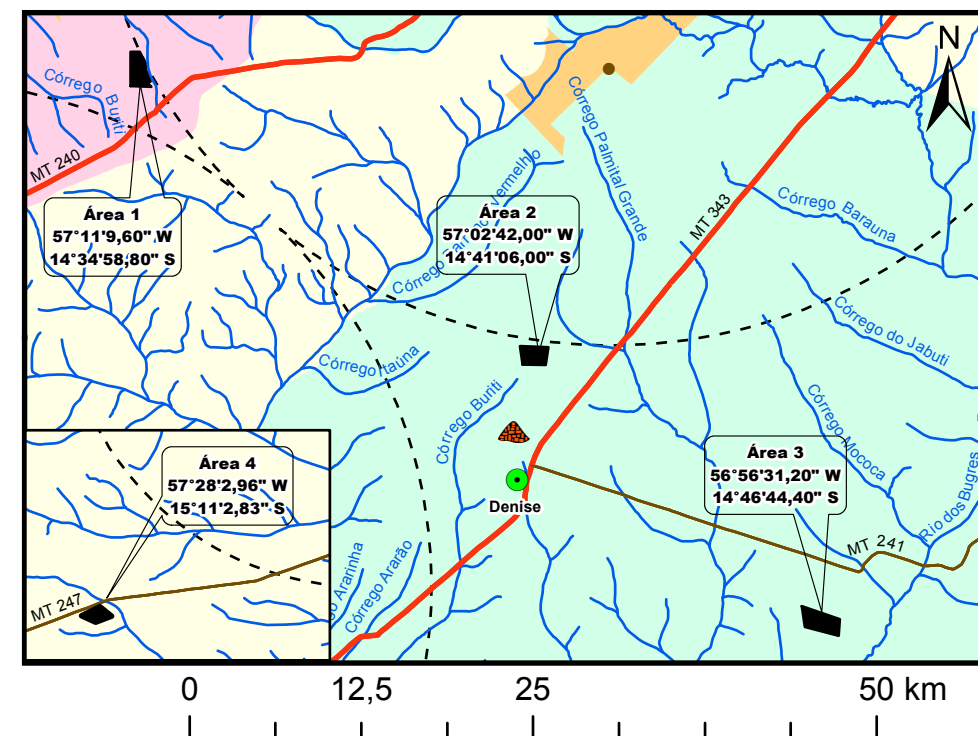 N
Córrego Buriti
MT 240
Área 1
57°11'9,60" W
14°34'58,80" S
Vermelho
Córrego
Área 2
57°02'42,00" W
14°41'06,00" S
Córrego Palmital Grande
MT 343
Córrego Barauna
Córrego do Jabuti
Córrego Itaúna
Córrego Buriti
Córrego Mococa
Área 3
56°56'31,20" W
14°46'44,40" S
Rio dos Bugres
Denise
MT 241
Área 4
57°28'2,96" W
15°11'2,83" S
MT 247
go Ararinha
Córrego Ararão
0 12,5 25 50 km